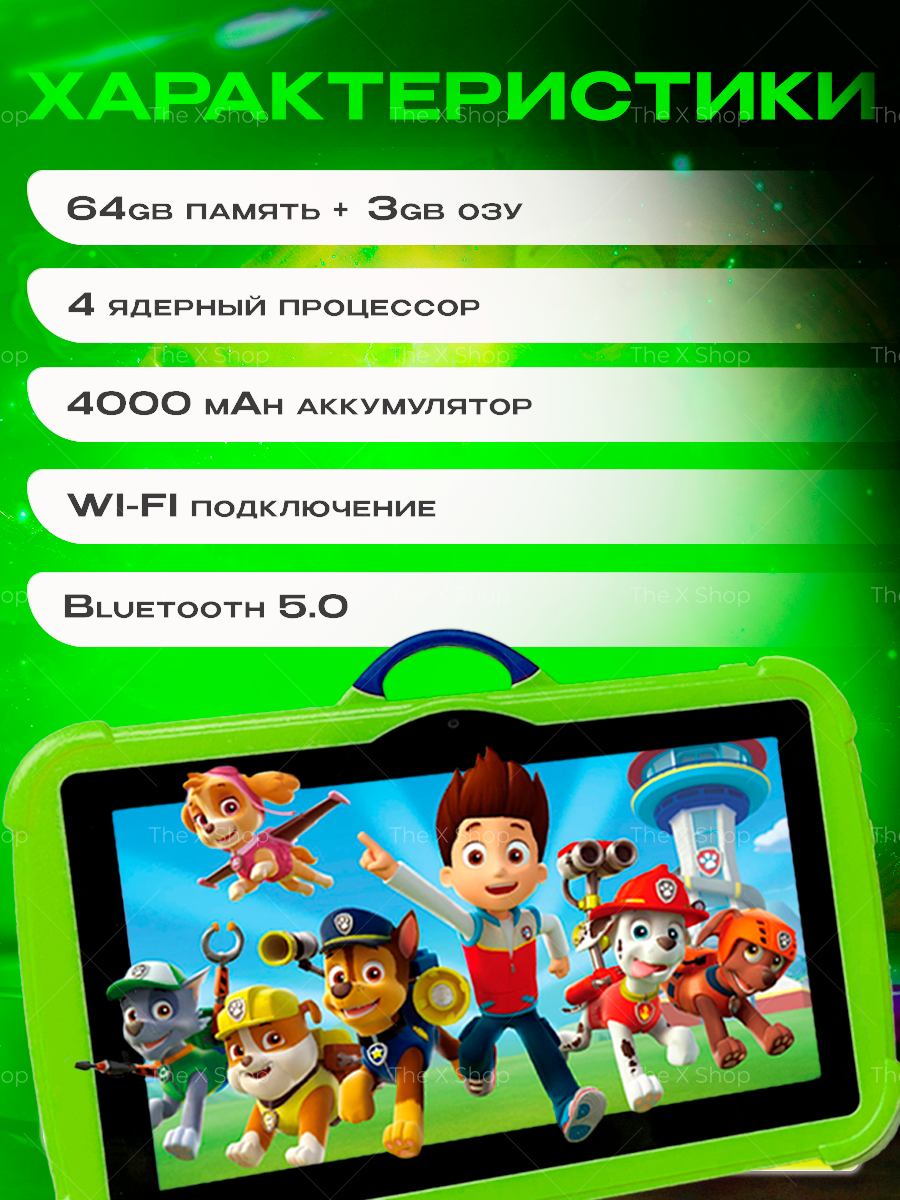 ХАРАКТЕРИСТИКИ
64GB ПАМЯТЬ + 3GB ОЗУ
4 ЯДЕРНЫЙ ПРОЦЕССОР
4000 мАн АККУМУЛЯТОР
WI-FI ПОДКЛЮЧЕНИЕ
Bluetooth 5.0
The X Shop